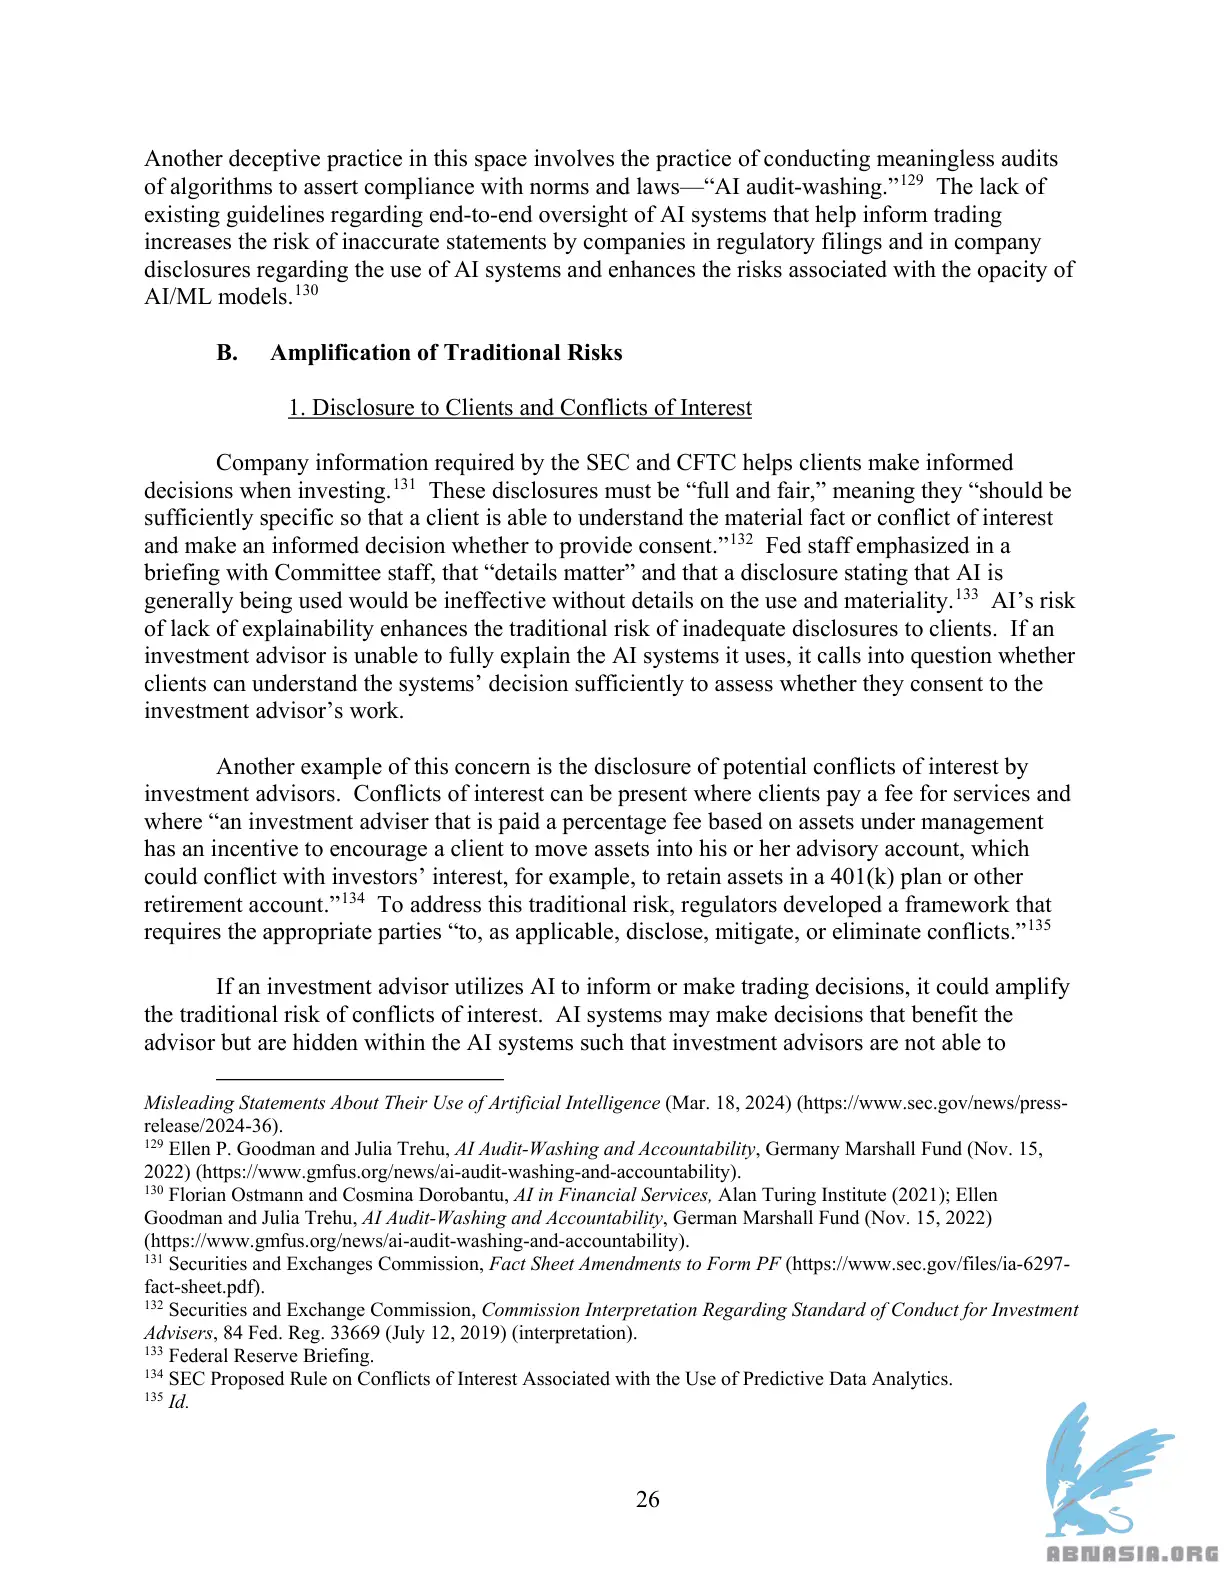 Another deceptive practice in this space involves the practice of conducting meaningless audits
of algorithms to assert compliance with norms and laws—“AI audit-washing.”129  The lack of
existing guidelines regarding end-to-end oversight of AI systems that help inform trading
increases the risk of inaccurate statements by companies in regulatory filings and in company
disclosures regarding the use of AI systems and enhances the risks associated with the opacity of
AI/ML models.130
B. Amplification of Traditional Risks
1. Disclosure to Clients and Conflicts of Interest
Company information required by the SEC and CFTC helps clients make informed
decisions when investing.131  These disclosures must be “full and fair,” meaning they “should be
sufficiently specific so that a client is able to understand the material fact or conflict of interest
and make an informed decision whether to provide consent.”132  Fed staff emphasized in a
briefing with Committee staff, that “details matter” and that a disclosure stating that AI is
generally being used would be ineffective without details on the use and materiality.133  AI’s risk
of lack of explainability enhances the traditional risk of inadequate disclosures to clients.  If an
investment advisor is unable to fully explain the AI systems it uses, it calls into question whether
clients can understand the systems’ decision sufficiently to assess whether they consent to the
investment advisor’s work.
Another example of this concern is the disclosure of potential conflicts of interest by
investment advisors.  Conflicts of interest can be present where clients pay a fee for services and
where “an investment adviser that is paid a percentage fee based on assets under management
has an incentive to encourage a client to move assets into his or her advisory account, which
could conflict with investors’ interest, for example, to retain assets in a 401(k) plan or other
retirement account.”134  To address this traditional risk, regulators developed a framework that
requires the appropriate parties “to, as applicable, disclose, mitigate, or eliminate conflicts.”135
If an investment advisor utilizes AI to inform or make trading decisions, it could amplify
the traditional risk of conflicts of interest.  AI systems may make decisions that benefit the
advisor but are hidden within the AI systems such that investment advisors are not able to
Misleading Statements About Their Use of Artificial Intelligence (Mar. 18, 2024) (https://www.sec.gov/news/press-
release/2024-36).
129 Ellen P. Goodman and Julia Trehu, AI Audit-Washing and Accountability, Germany Marshall Fund (Nov. 15,
2022) (https://www.gmfus.org/news/ai-audit-washing-and-accountability).
130 Florian Ostmann and Cosmina Dorobantu, AI in Financial Services, Alan Turing Institute (2021); Ellen
Goodman and Julia Trehu, AI Audit-Washing and Accountability, German Marshall Fund (Nov. 15, 2022)
(https://www.gmfus.org/news/ai-audit-washing-and-accountability).
131 Securities and Exchanges Commission, Fact Sheet Amendments to Form PF (https://www.sec.gov/files/ia-6297-
fact-sheet.pdf).
132 Securities and Exchange Commission, Commission Interpretation Regarding Standard of Conduct for Investment
Advisers, 84 Fed. Reg. 33669 (July 12, 2019) (interpretation).
133 Federal Reserve Briefing.
134 SEC Proposed Rule on Conflicts of Interest Associated with the Use of Predictive Data Analytics.
135 Id.
26
ABNASIA.ORG